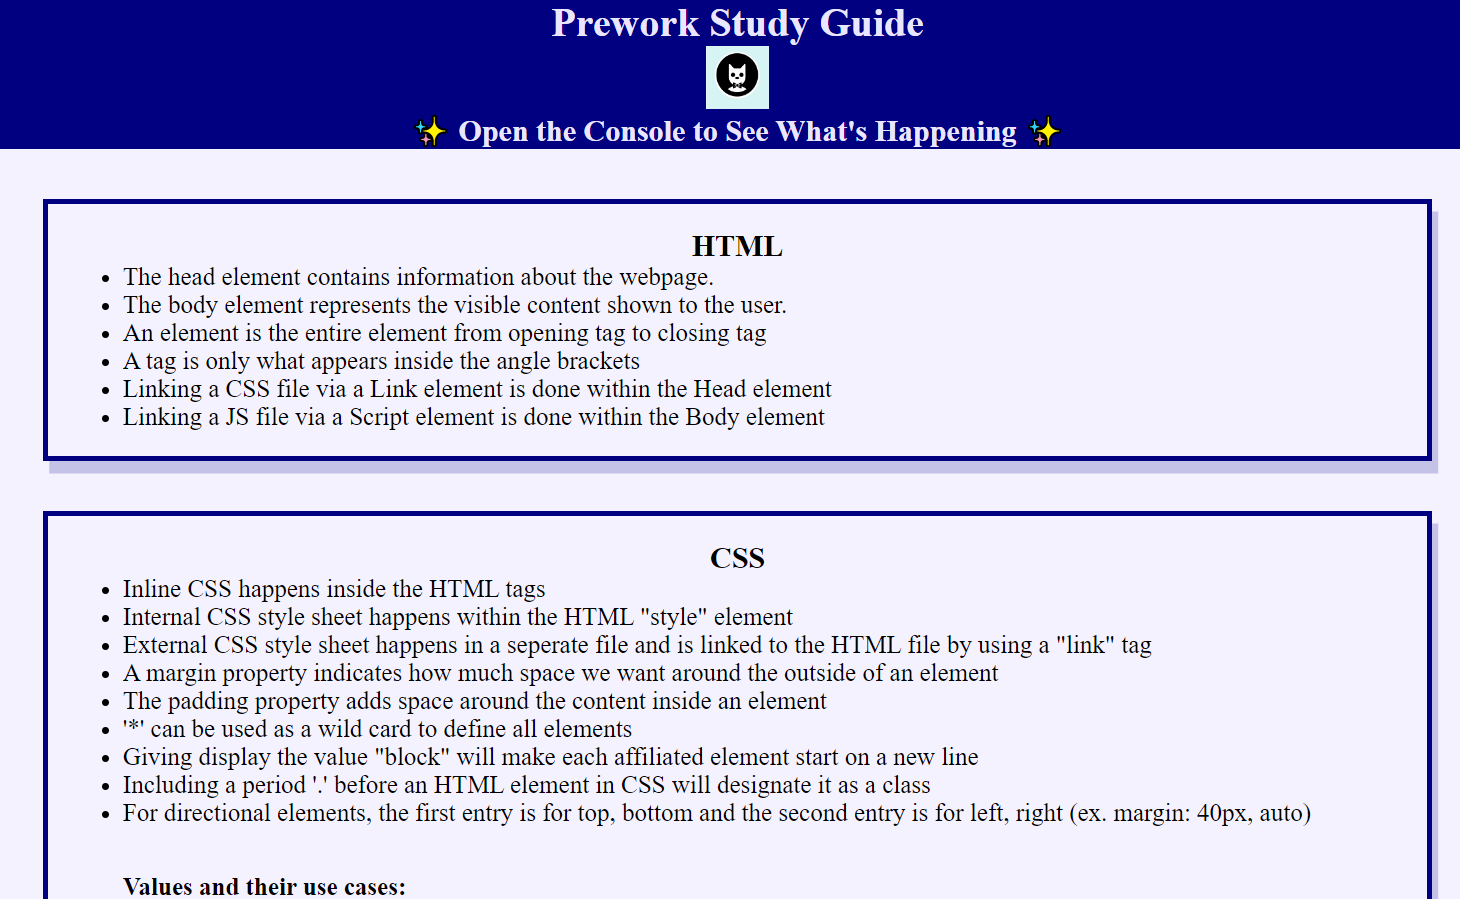 Prework Study Guide
✨ Open the Console to See What's Happening ✨
HTML
• The head element contains information about the webpage.
• The body element represents the visible content shown to the user.
• An element is the entire element from opening tag to closing tag
• A tag is only what appears inside the angle brackets
• Linking a CSS file via a Link element is done within the Head element
• Linking a JS file via a Script element is done within the Body element
CSS
• Inline CSS happens inside the HTML tags
• Internal CSS style sheet happens within the HTML "style" element
• External CSS style sheet happens in a seperate file and is linked to the HTML file by using a "link" tag
• A margin property indicates how much space we want around the outside of an element
• The padding property adds space around the content inside an element
• '*' can be used as a wild card to define all elements
• Giving display the value "block" will make each affiliated element start on a new line
• Including a period '.' before an HTML element in CSS will designate it as a class
• For directional elements, the first entry is for top, bottom and the second entry is for left, right (ex. margin: 40px, auto)
Values and their use cases: